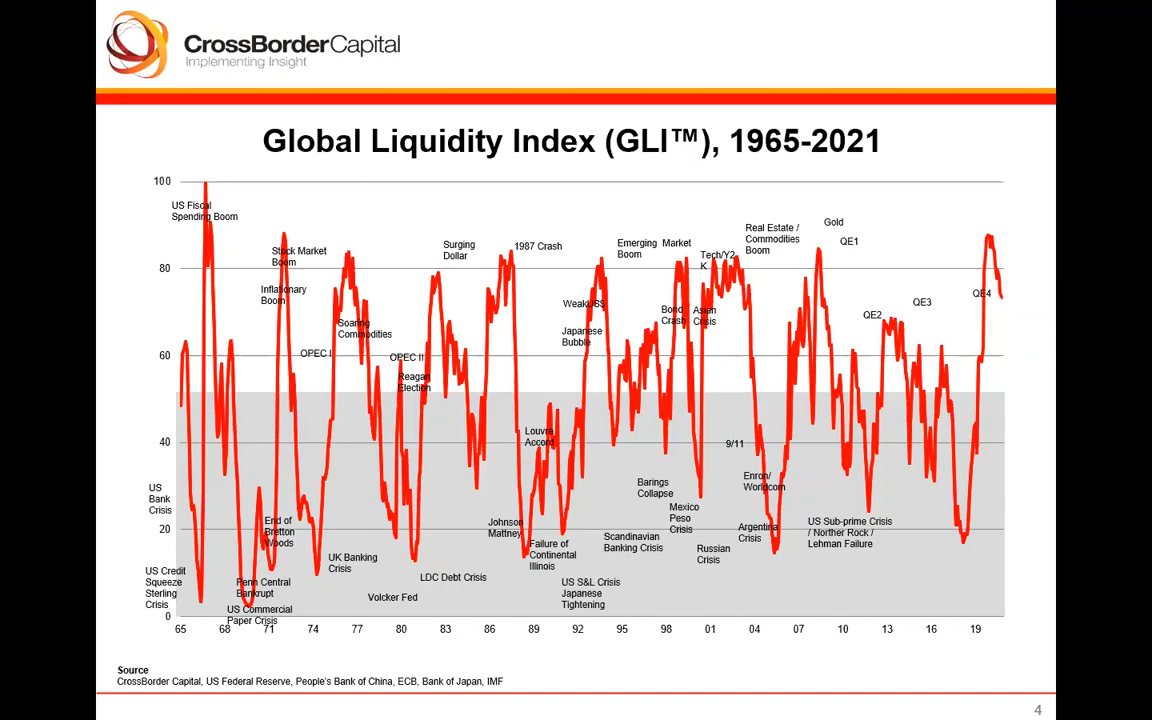 CrossBorderCapital
Implementing Insight
Global Liquidity Index (GLI™), 1965-2021
100
80
60
40
20
0
US Fiscal
Spending Boom
Stock Market
Boom
Inflationary
Boom
Soaring
Commodities
OPEC I
OPEC II
Reagan
Election
Surging
Dollar
1987 Crash
Emerging Market
Boom
Weak US$
Japanese
Bubble
Bond
Crash
Asian
Crisis
Tech/Y2
K
Real Estate /
Commodities
Boom
Gold
QE1
QE2
QE3
QE4
Louvre
Accord
9/11
Enron/
Worldcom
US
Bank
Crisis
US Credit
Squeeze
Sterling
Crisis
End of
Bretton
Woods
Penn Central
Bankrupt
US Commercial
Paper Crisis
UK Banking
Crisis
Volcker Fed
LDC Debt Crisis
Johnson
Mattney
Failure of
Continental
Illinois
US S&L Crisis
Japanese
Tightening
Scandinavian
Banking Crisis
Barings
Collapse
Mexico
Peso
Crisis
Russian
Crisis
Argentina
Crisis
US Sub-prime Crisis
/ Norther Rock /
Lehman Failure
65 68 71 74 77 80 83 86 89 92 95 98 01 04 07 10 13 16 19
Source
CrossBorder Capital, US Federal Reserve, People's Bank of China, ECB, Bank of Japan, IMF
4